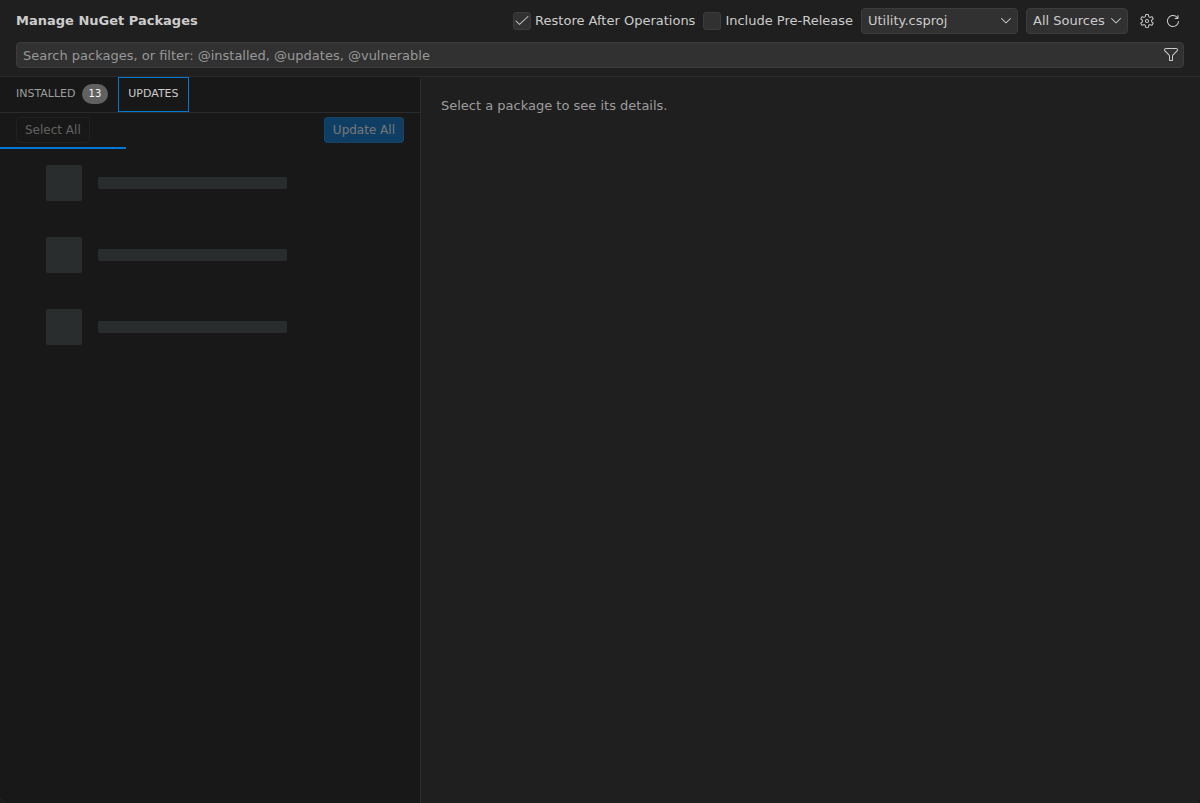 Manage NuGet Packages
Restore After Operations
Include Pre-Release
Utility.csproj
All Sources
Search packages, or filter: @installed, @updates, @vulnerable
INSTALLED 13
UPDATES
Select All
Update All
Select a package to see its details.